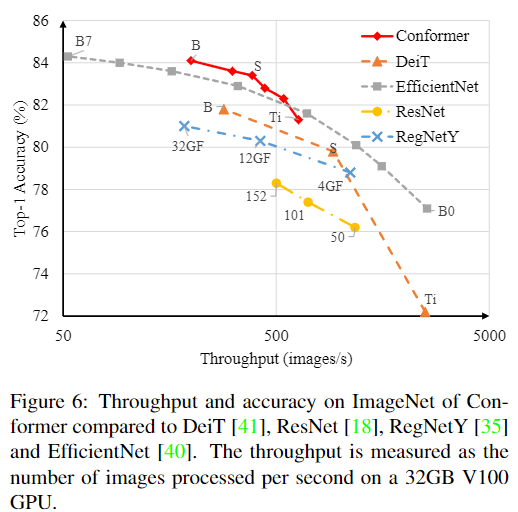 86
84
82
80
78
76
74
72
50
500
5000
Top-1 Accuracy (%)
Throughput (images/s)
Conformer
DeiT
EfficientNet
ResNet
RegNetY
B7
B
S
Ti
B
S
32GF
12GF
4GF
152
101
50
B0
Ti
Figure 6: Throughput and accuracy on ImageNet of Con-
former compared to DeiT [41], ResNet [18], RegNetY [35]
and EfficientNet [40]. The throughput is measured as the
number of images processed per second on a 32GB V100
GPU.